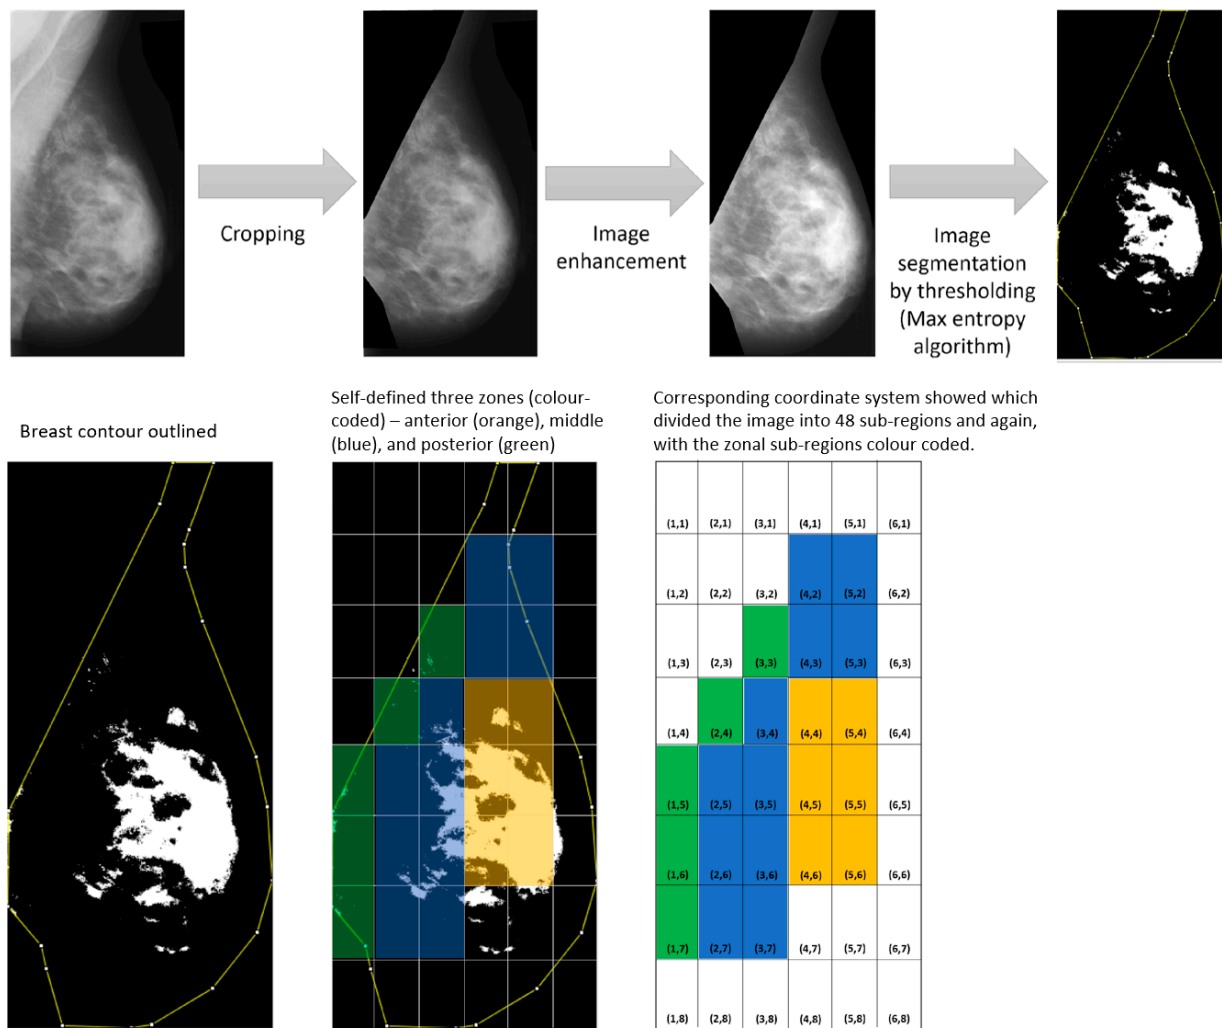 Cropping
Image
enhancement
Image
segmentation
by thresholding
(Max entropy
algorithm)
Breast contour outlined
Self-defined three zones (colour-
coded) – anterior (orange), middle
(blue), and posterior (green)
Corresponding coordinate system showed which
divided the image into 48 sub-regions and again,
with the zonal sub-regions colour coded.
(1,1) (2,1) (3,1) (4,1) (5,1) (6,1)
(1,2) (2,2) (3,2) (4,2) (5,2) (6,2)
(1,3) (2,3) (3,3) (4,3) (5,3) (6,3)
(1,4) (2,4) (3,4) (4,4) (5,4) (6,4)
(1,5) (2,5) (3,5) (4,5) (5,5) (6,5)
(1,6) (2,6) (3,6) (4,6) (5,6) (6,6)
(1,7) (2,7) (3,7) (4,7) (5,7) (6,7)
(1,8) (2,8) (3,8) (4,8) (5,8) (6,8)